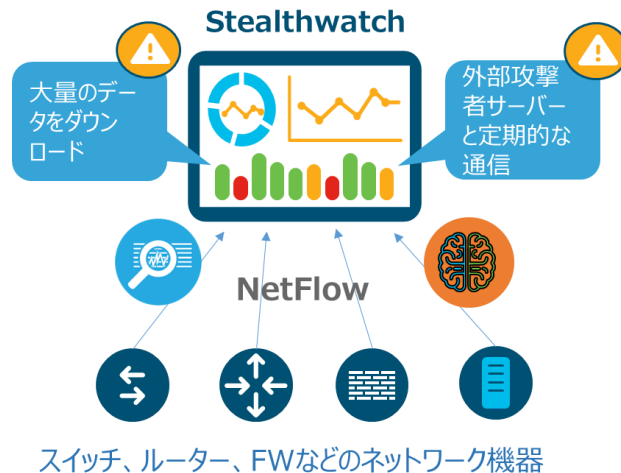 Stealthwatch
大量のデー
タをダウン
ロード
外部攻撃
者サーバー
と定期的な
通信
NetFlow
スイッチ、ルーター、FWなどのネットワーク機器